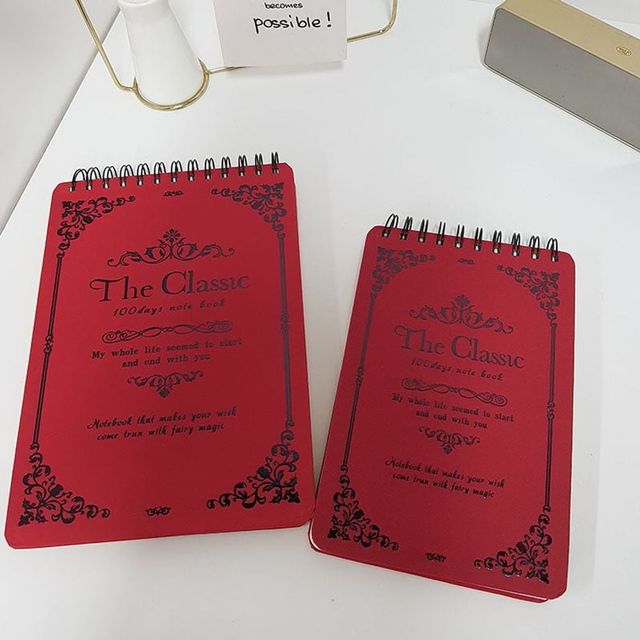 becomes
possible!
The Classic
100days note book
My whole life seemed to start
and end with you
Notebook that makes your wish
come trun with fairy magic
The Classic
100days note book
My whole life seemed to start
and end with you
Notebook that makes your wish
come trun with fairy magic